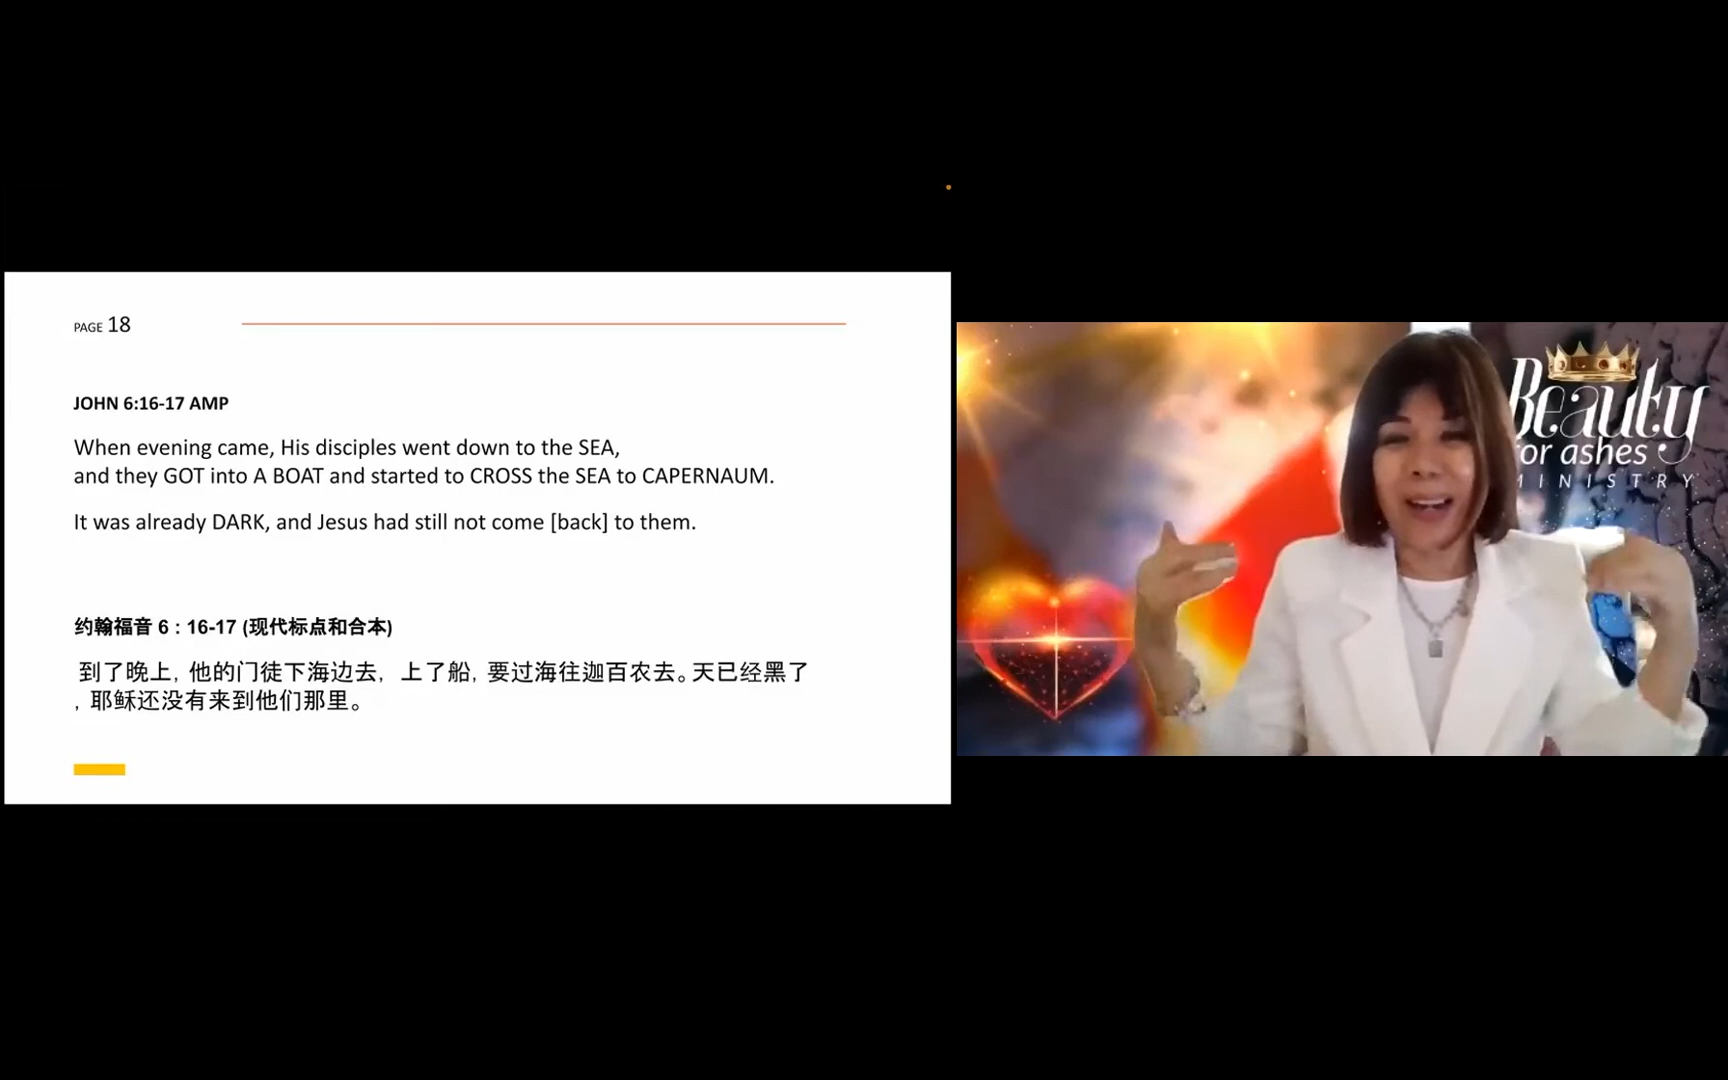 PAGE 18
JOHN 6:16-17 AMP
When evening came, His disciples went down to the SEA,
and they GOT into A BOAT and started to CROSS the SEA to CAPERNAUM.
It was already DARK, and Jesus had still not come [back] to them.
约翰福音 6 : 16-17 (现代标点和合本)
到了晚上, 他的门徒下海边去, 上了船, 要过海往迦百农去。天已经黑了
, 耶稣还没有来到他们那里。
Beauty
for ashes
MINISTRY